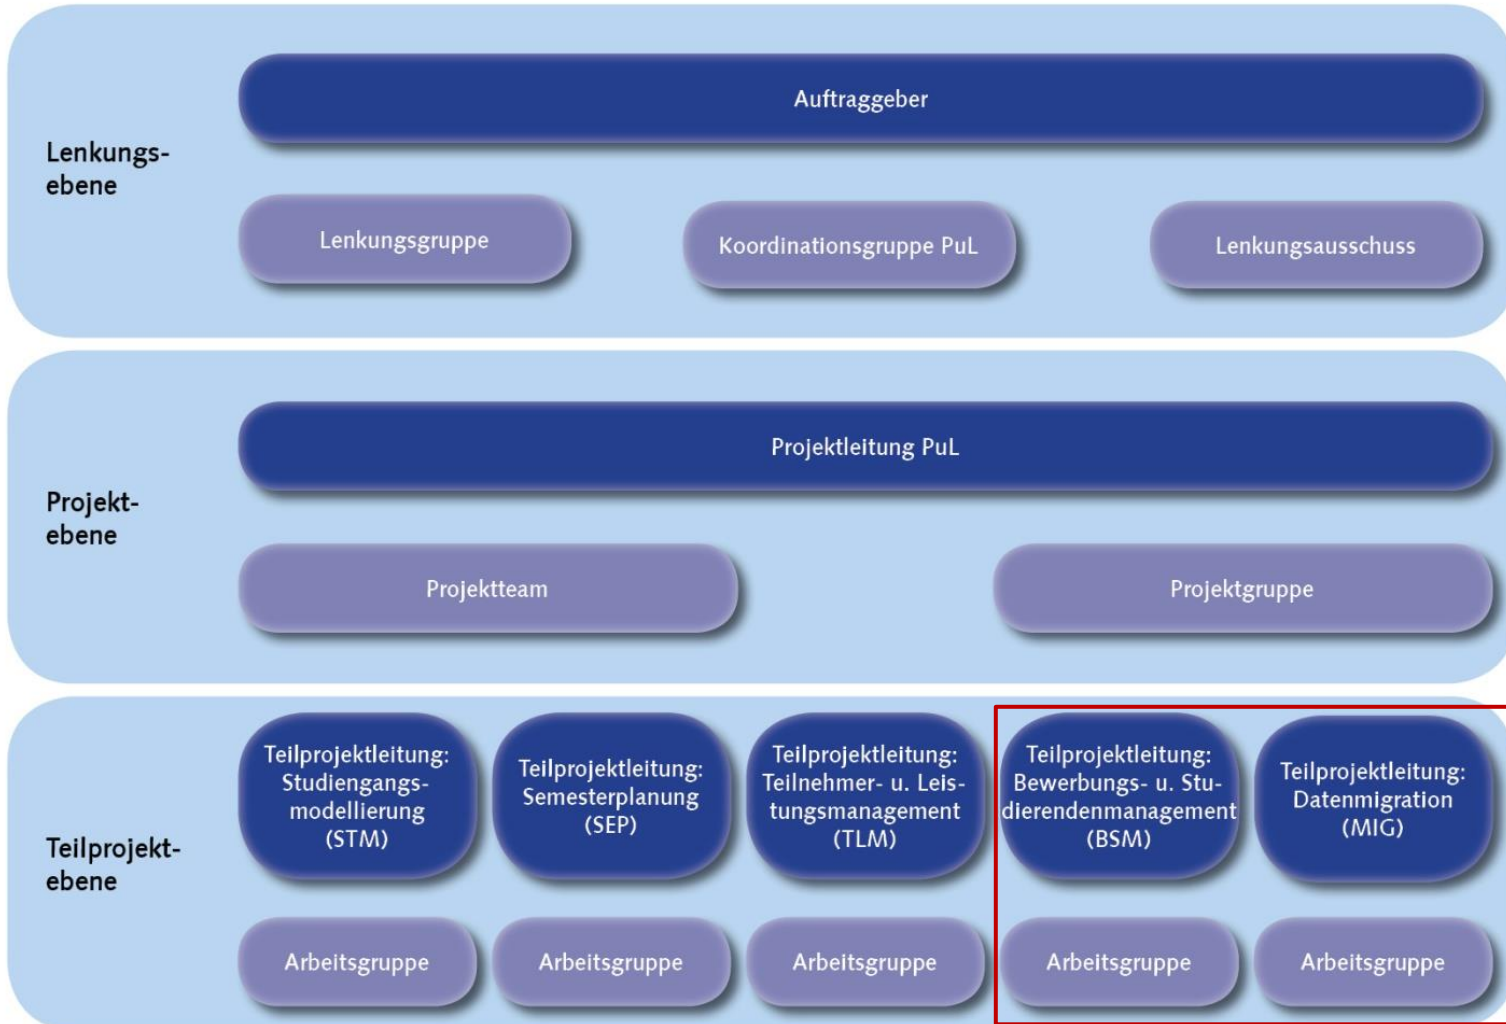 Lenkungs-
ebene
Auftraggeber
Lenkungsgruppe
Koordinationsgruppe PuL
Lenkungsausschuss
Projekt-
ebene
Projektleitung PuL
Projektteam
Projektgruppe
Teilprojekt-
ebene
Teilprojektleitung:
Studiengangs-
modellierung
(STM)
Teilprojektleitung:
Semesterplanung
(SEP)
Teilprojektleitung:
Teilnehmer- u. Leis-
tungsmanagement
(TLM)
Teilprojektleitung:
Bewerbungs- u. Stu-
dierendenmanagement
(BSM)
Teilprojektleitung:
Datenmigration
(MIG)
Arbeitsgruppe
Arbeitsgruppe
Arbeitsgruppe
Arbeitsgruppe
Arbeitsgruppe